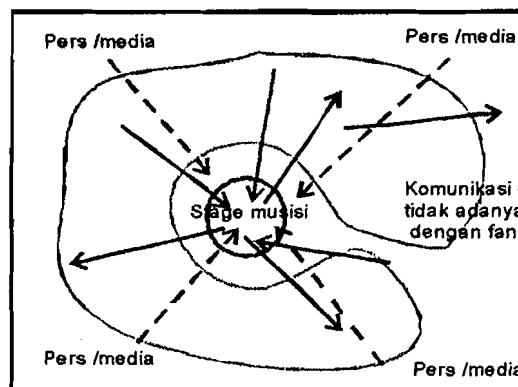 Pers /media
Pers /media
Komunikasi
tidak adanya
dengan fan
Stage musisi
Pers /media
Pers /media